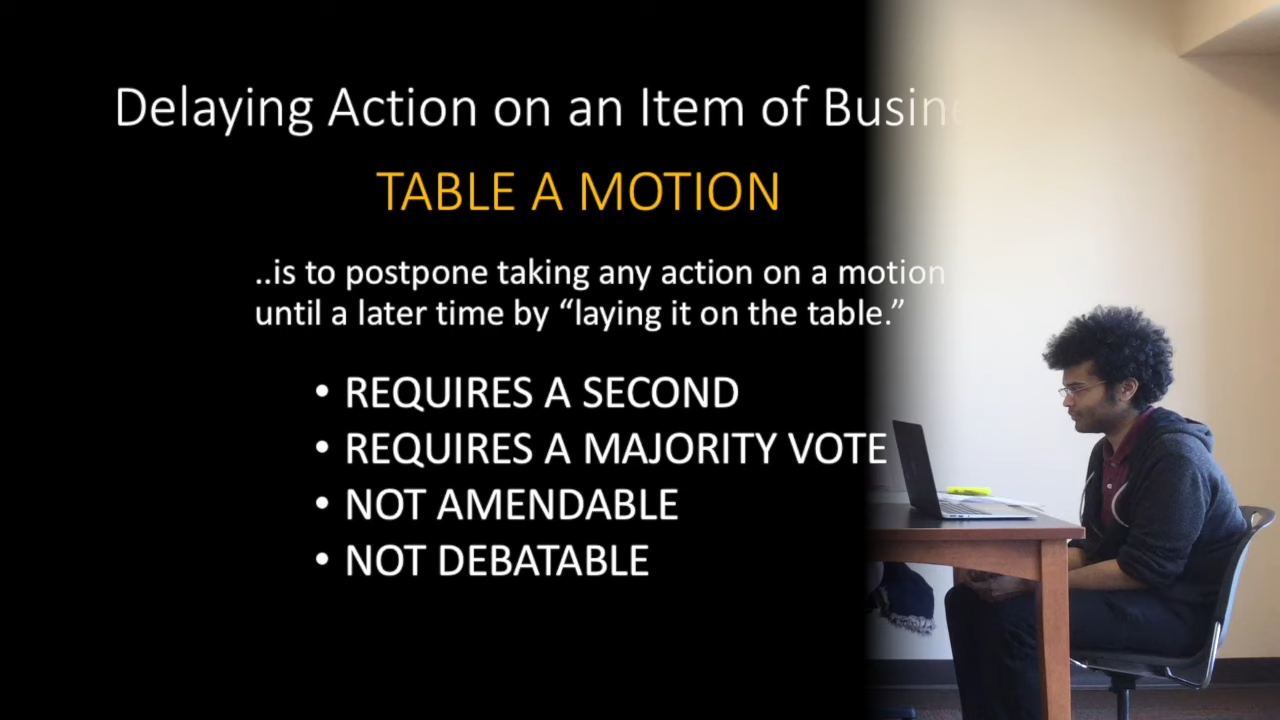 Delaying Action on an Item of Busine
TABLE A MOTION
..is to postpone taking any action on a motion
until a later time by “laying it on the table.”
• REQUIRES A SECOND
• REQUIRES A MAJORITY VOTE
• NOT AMENDABLE
• NOT DEBATABLE